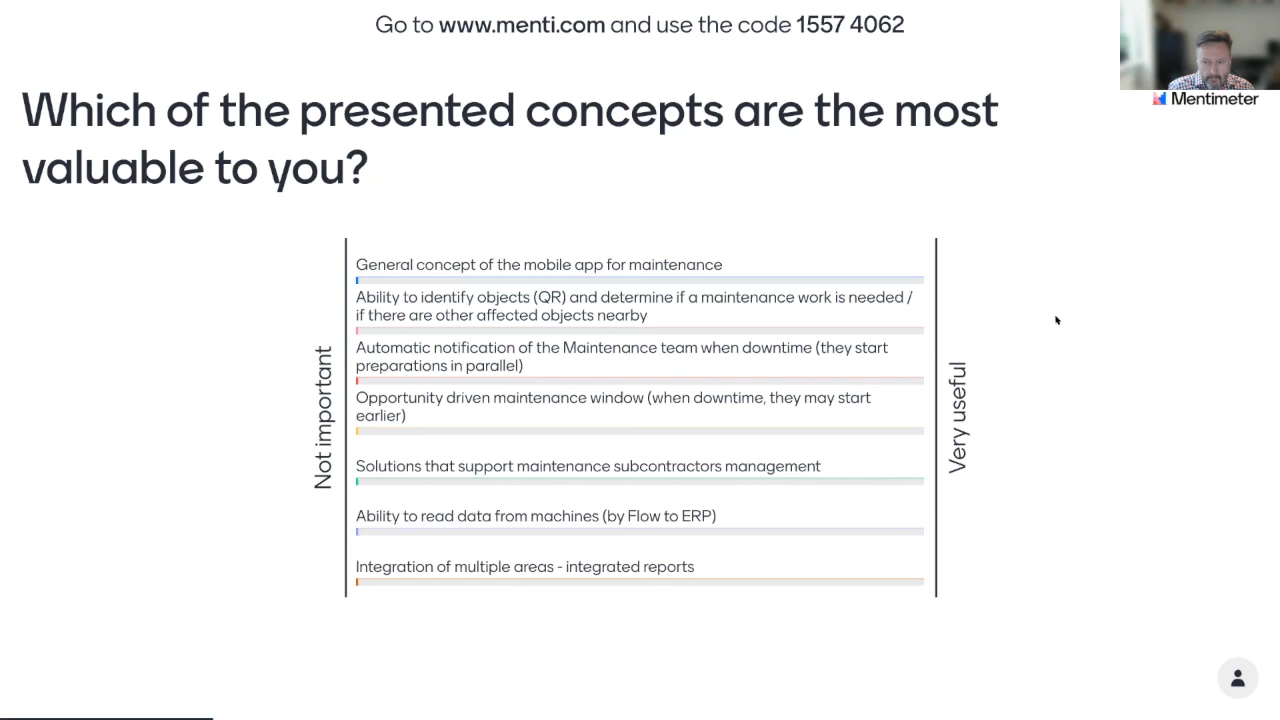 Go to www.menti.com and use the code 1557 4062
Mentimeter
Which of the presented concepts are the most
valuable to you?
Not important
General concept of the mobile app for maintenance
Ability to identify objects (QR) and determine if a maintenance work is needed /
if there are other affected objects nearby
Automatic notification of the Maintenance team when downtime (they start
preparations in parallel)
Opportunity driven maintenance window (when downtime, they may start
earlier)
Solutions that support maintenance subcontractors management
Ability to read data from machines (by Flow to ERP)
Integration of multiple areas - integrated reports
Very useful